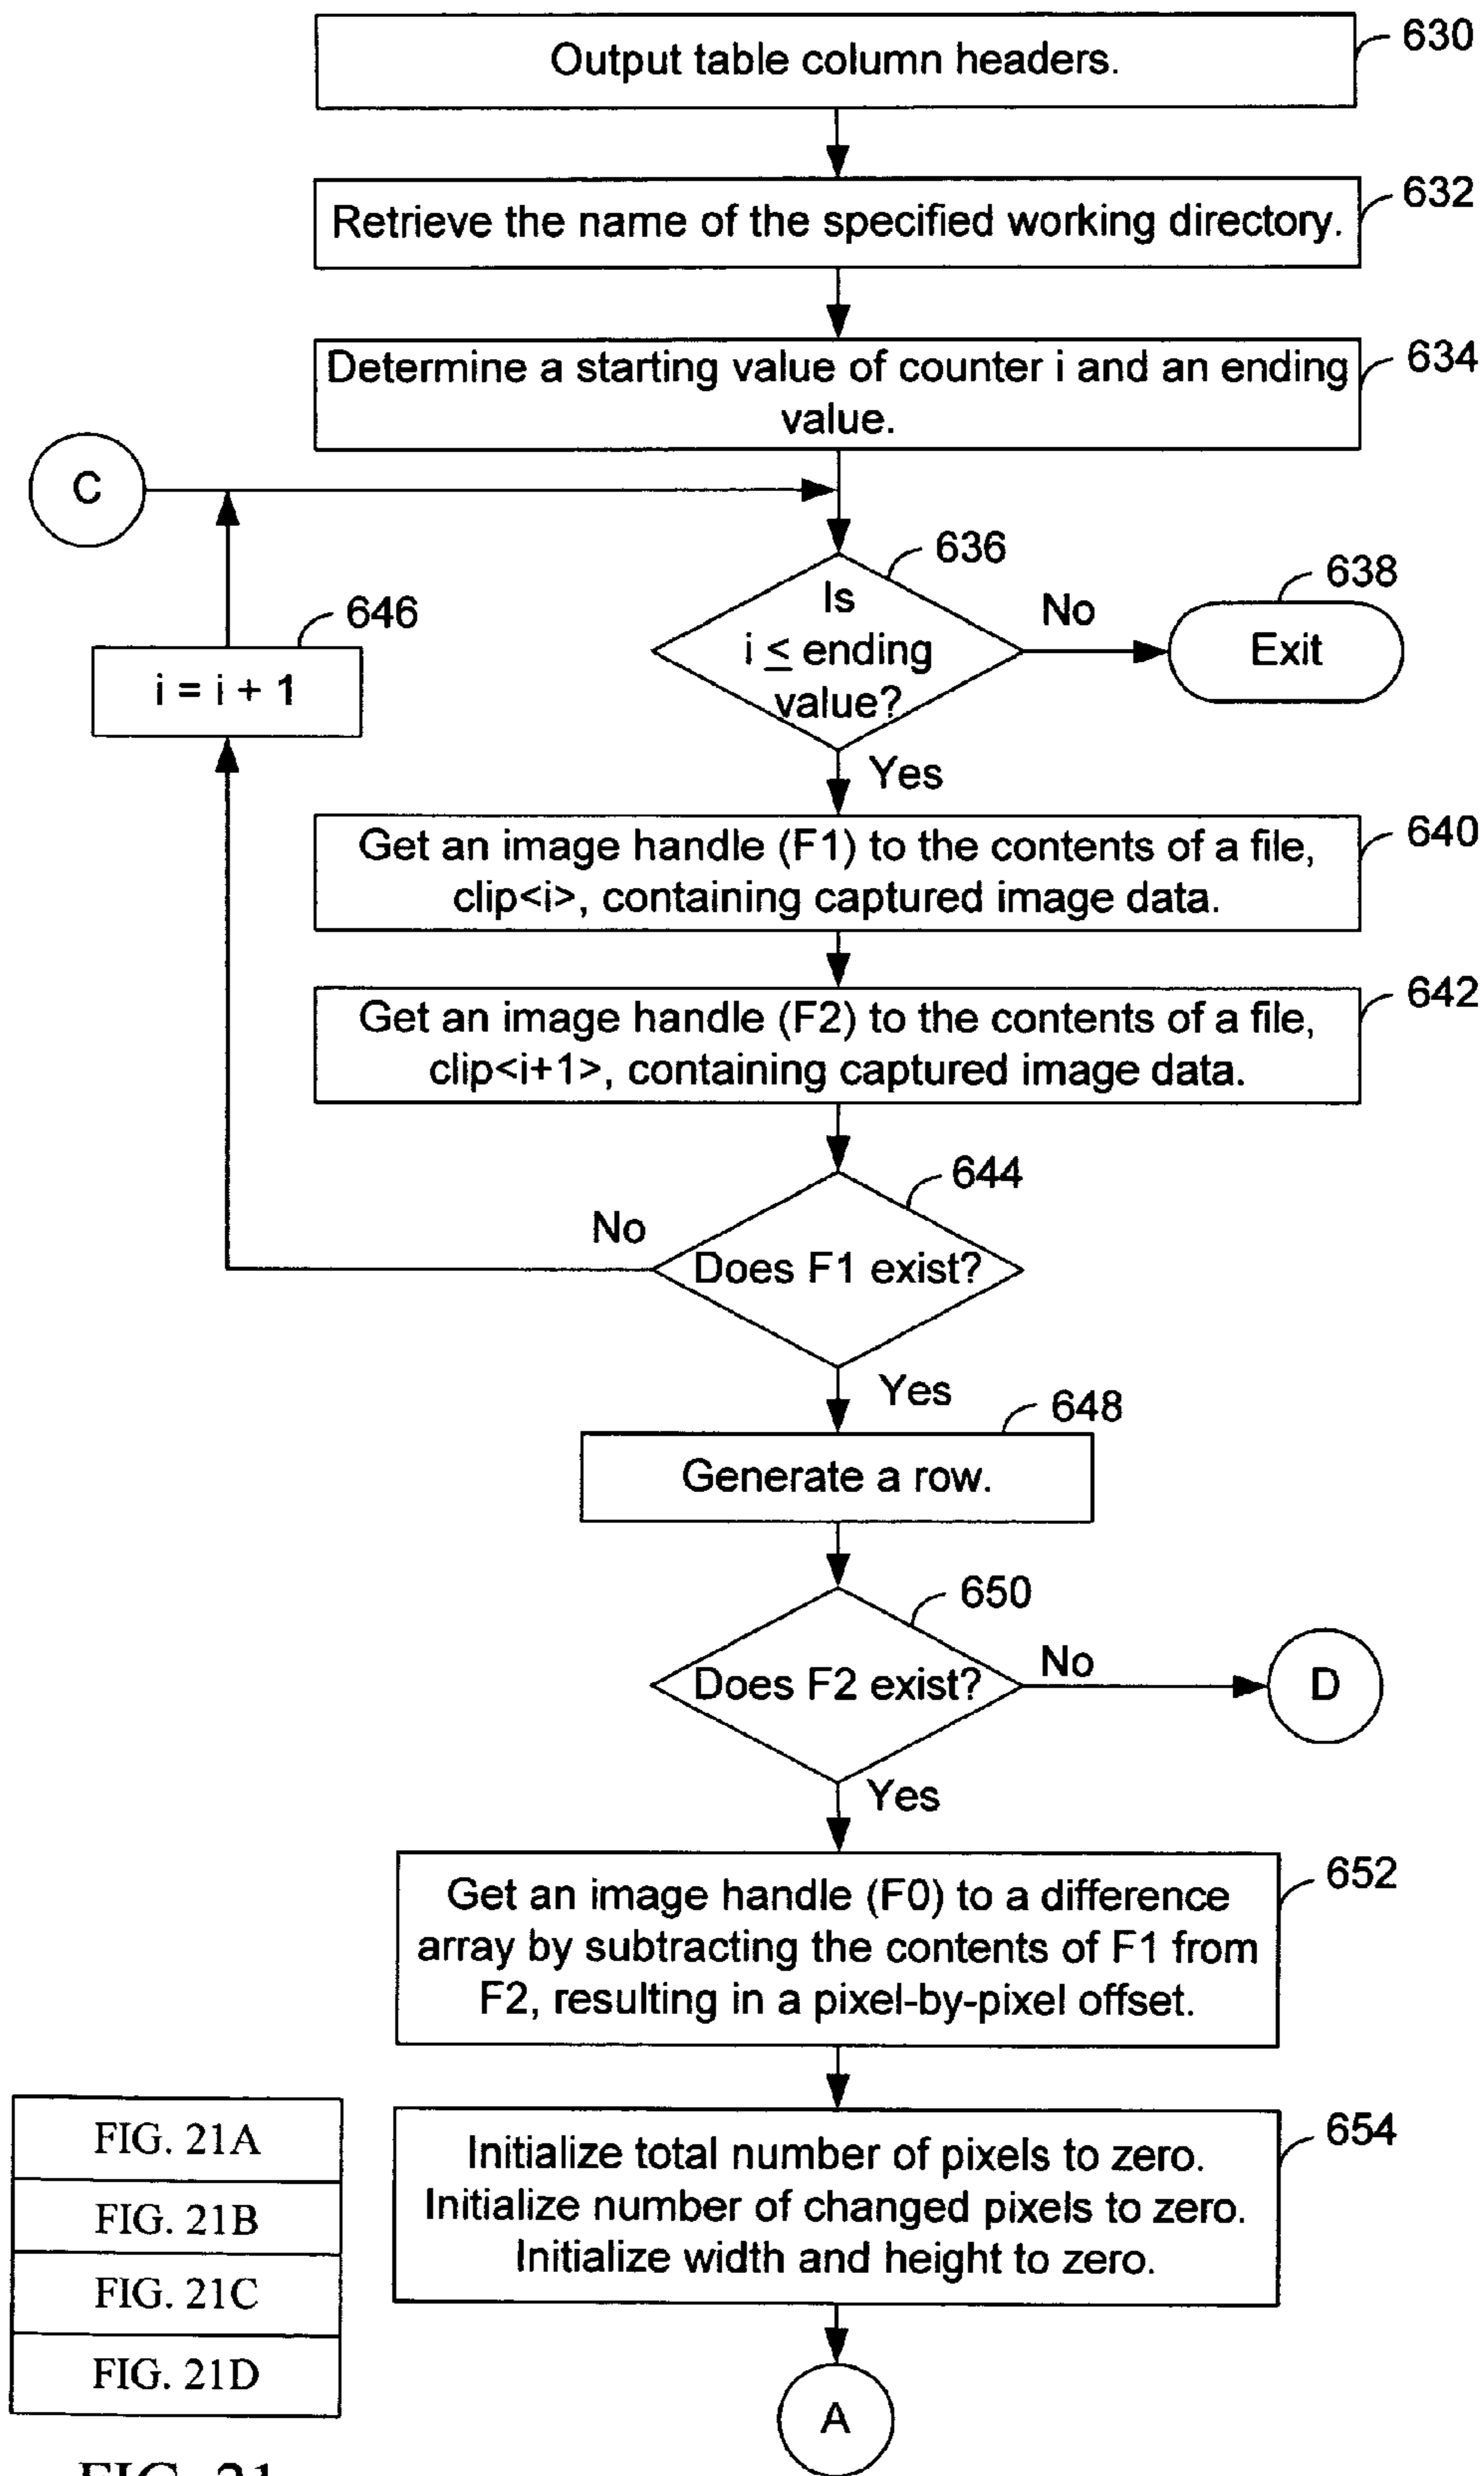 Output table column headers.
630
Retrieve the name of the specified working directory.
632
Determine a starting value of counter i and an ending
value.
634
C
636
Is
i ≤ ending
value?
No
638
Exit
646
i = i + 1
Yes
Get an image handle (F1) to the contents of a file,
clip<i>, containing captured image data.
640
Get an image handle (F2) to the contents of a file,
clip<i+1>, containing captured image data.
642
644
No
Does F1 exist?
Yes
648
Generate a row.
650
Does F2 exist?
No
D
Yes
Get an image handle (F0) to a difference
array by subtracting the contents of F1 from
F2, resulting in a pixel-by-pixel offset.
652
Initialize total number of pixels to zero.
Initialize number of changed pixels to zero.
Initialize width and height to zero.
654
A
FIG. 21A
FIG. 21B
FIG. 21C
FIG. 21D
FIG. 21